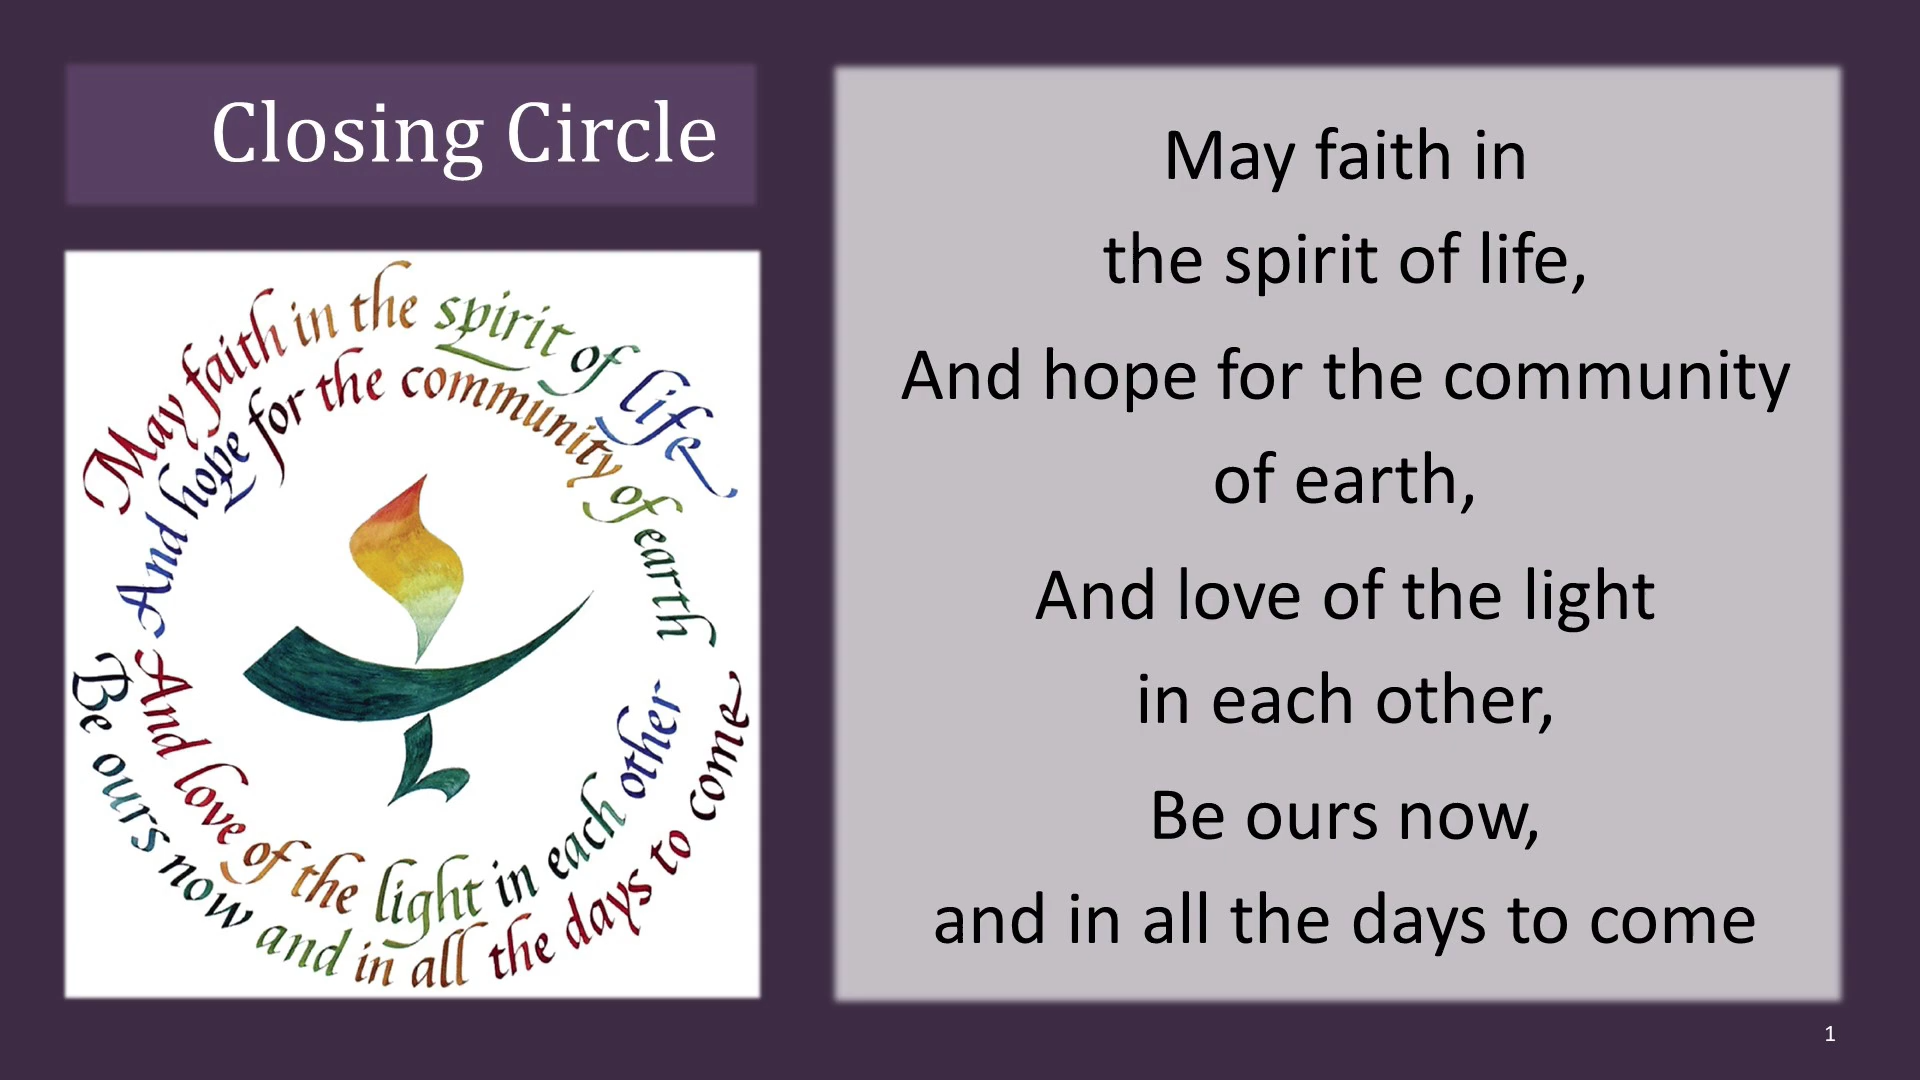 Closing Circle
May faith in the spirit of life
And hope for the community of earth
And love of the light in each other
Be ours now and in all the days to come
May faith in
the spirit of life,
And hope for the community
of earth,
And love of the light
in each other,
Be ours now,
and in all the days to come
1